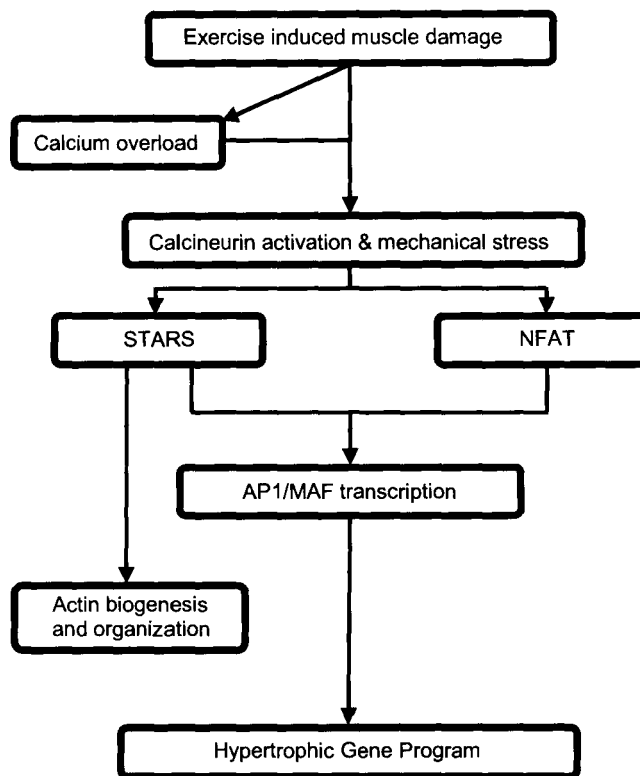 Exercise induced muscle damage
Calcium overload
Calcineurin activation & mechanical stress
STARS
NFAT
AP1/MAF transcription
Actin biogenesis
and organization
Hypertrophic Gene Program